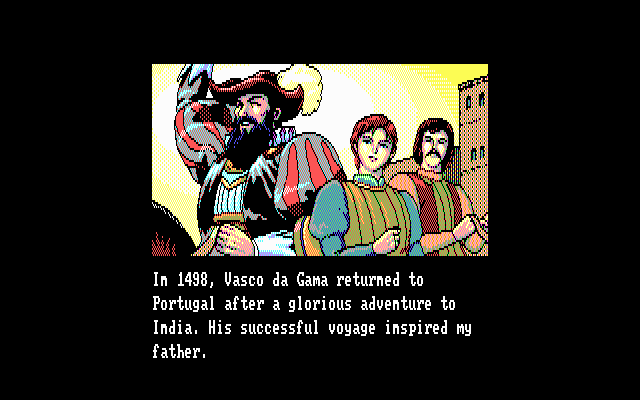 In 1498, Vasco da Gama returned to
Portugal after a glorious adventure to
India. His successful voyage inspired my
father.